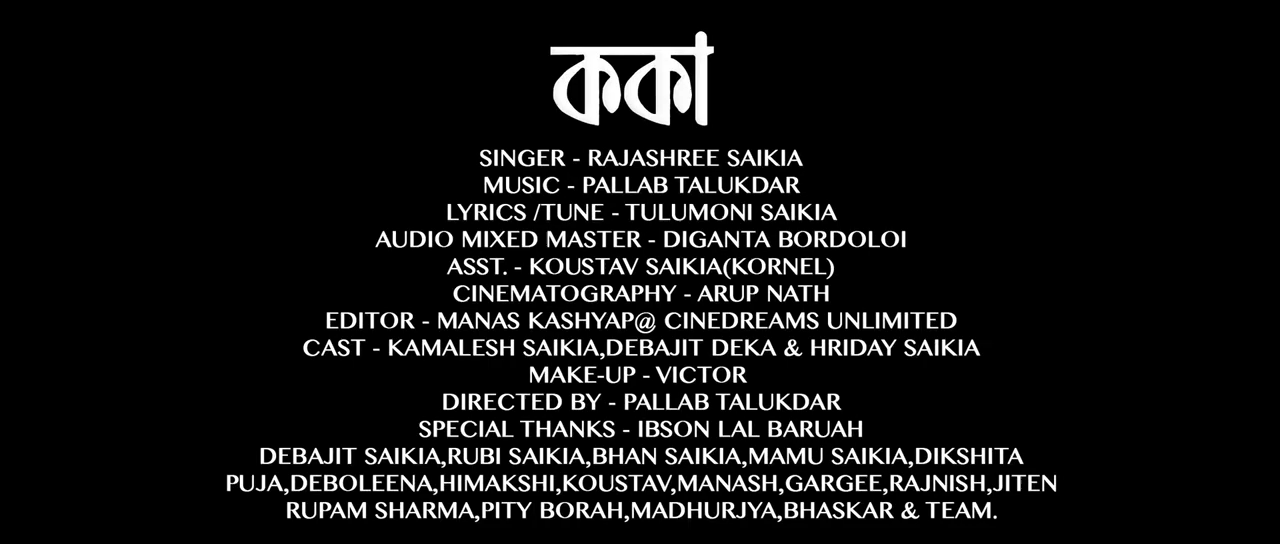 ককা
SINGER - RAJASHREE SAIKIA
MUSIC - PALLAB TALUKDAR
LYRICS /TUNE - TULUMONI SAIKIA
AUDIO MIXED MASTER - DIGANTA BORDOLOI
ASST. - KOUSTAV SAIKIA(KORNEL)
CINEMATOGRAPHY - ARUP NATH
EDITOR - MANAS KASHYAP@ CINEDREAMS UNLIMITED
CAST - KAMALESH SAIKIA,DEBAJIT DEKA & HRIDAY SAIKIA
MAKE-UP - VICTOR
DIRECTED BY - PALLAB TALUKDAR
SPECIAL THANKS - IBSON LAL BARUAH
DEBAJIT SAIKIA,RUBI SAIKIA,BHAN SAIKIA,MAMU SAIKIA,DIKSHITA
PUJA,DEBOLEENA,HIMAKSHI,KOUSTAV,MANASH,GARGEE,RAJNISH,JITEN
RUPAM SHARMA,PITY BORAH,MADHURJYA,BHASKAR & TEAM.